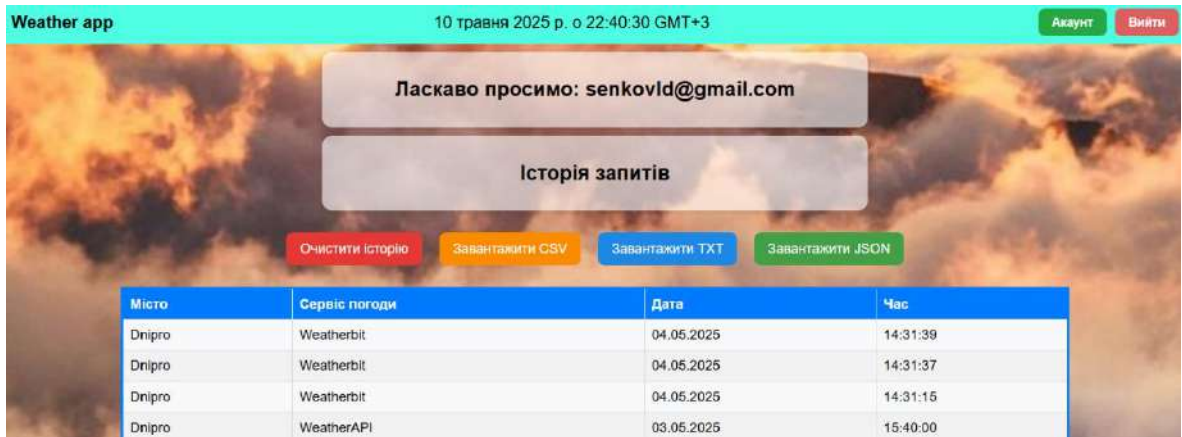 Weather app 10 травня 2025 р. о 22:40:30 GMT+3 Акаунт Вийти
Ласкаво просимо: senkovld@gmail.com
Історія запитів
Очистити історію Завантажити CSV Завантажити TXT Завантажити JSON
Місто Сервіс погоди Дата Час
Dnipro Weatherbit 04.05.2025 14:31:39
Dnipro Weatherbit 04.05.2025 14:31:37
Dnipro Weatherbit 04.05.2025 14:31:15
Dnipro WeatherAPI 03.05.2025 15:40:00